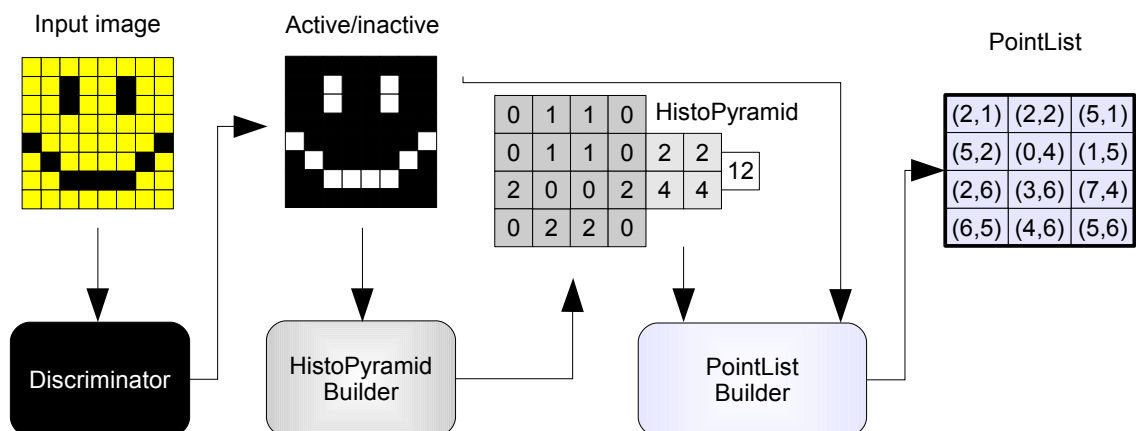 Input image
Active/inactive
PointList
HistoPyramid
0 1 1 0
0 1 1 0
2 0 0 2
0 2 2 0
2 2
4 4
12
(2,1) (2,2) (5,1)
(5,2) (0,4) (1,5)
(2,6) (3,6) (7,4)
(6,5) (4,6) (5,6)
Discriminator
HistoPyramid
Builder
PointList
Builder